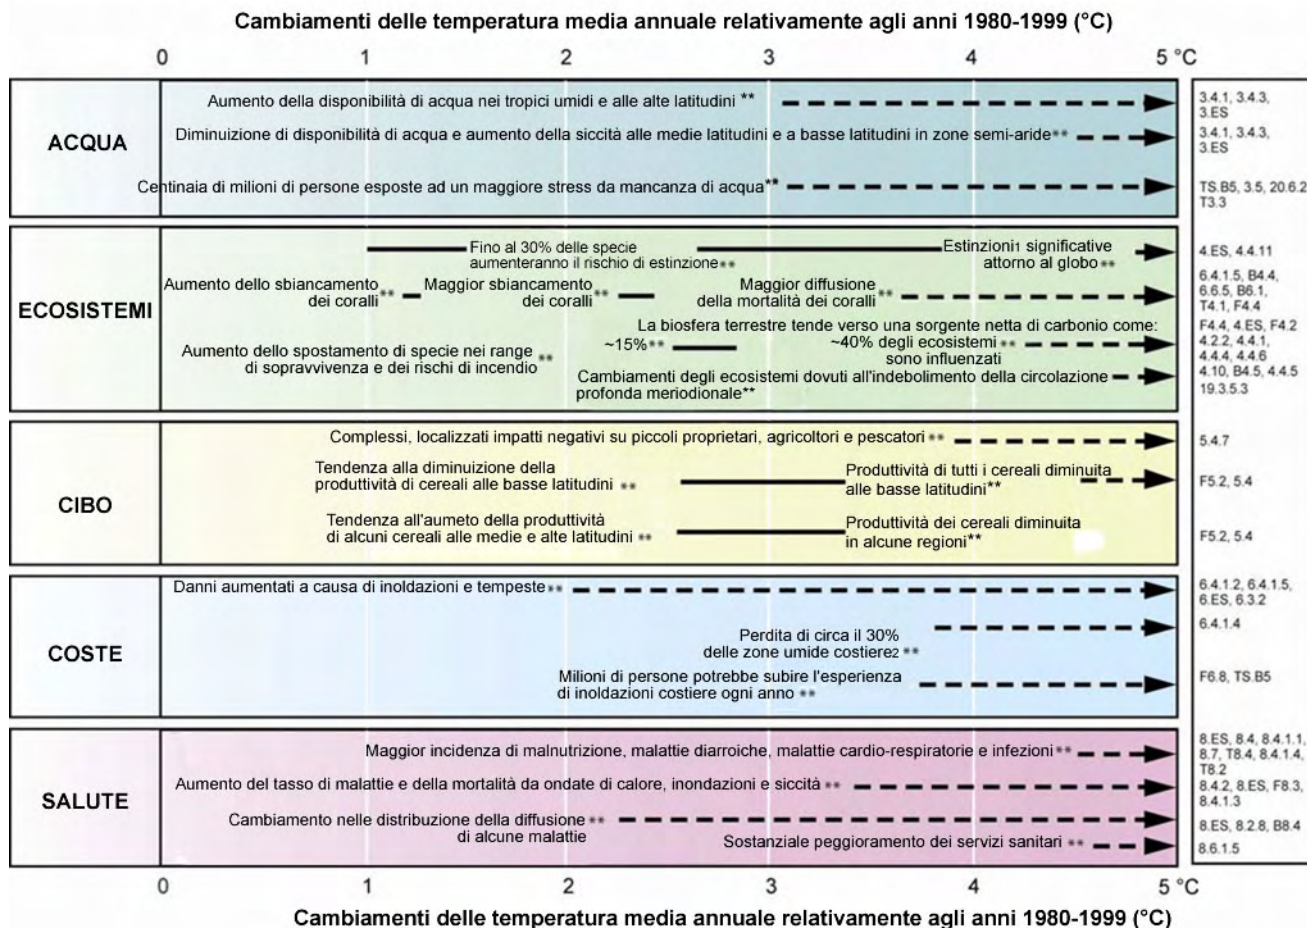 Cambiamenti delle temperatura media annuale relativamente agli anni 1980-1999 (°C)
0 1 2 3 4 5 °C
ACQUA
Aumento della disponibilità di acqua nei tropici umidi e alle alte latitudini **
3.4.1, 3.4.3,
3.ES
Diminuizione di disponibilità di acqua e aumento della siccità alle medie latitudini e a basse latitudini in zone semi-aride**
3.4.1, 3.4.3,
3.ES
Centinaia di milioni di persone esposte ad un maggiore stress da mancanza di acqua**
TS.B5, 3.5, 20.6.2
T3.3
ECOSISTEMI
Fino al 30% delle specie
aumenteranno il rischio di estinzione**
Estinzioni1 significative
attorno al globo**
4.ES, 4.4.11
Aumento dello sbiancamento
dei coralli**
Maggior sbiancamento
dei coralli**
Maggior diffusione
della mortalità dei coralli**
6.4.1.5, B4.4,
6.6.5, B6.1,
T4.1, F4.4
La biosfera terrestre tende verso una sorgente netta di carbonio come:
~15%**
~40% degli ecosistemi **
sono influenzati
F4.4, 4.ES, F4.2
4.2.2, 4.4.1,
4.4.4, 4.4.6
Aumento dello spostamento di specie nei range
di sopravvivenza e dei rischi di incendio**
Cambiamenti degli ecosistemi dovuti all'indebolimento della circolazione
profonda meriodionale**
4.10, B4.5, 4.4.5
19.3.5.3
CIBO
Complessi, localizzati impatti negativi su piccoli proprietari, agricoltori e pescatori **
5.4.7
Tendenza alla diminuizione della
produttività di cereali alle basse latitudini **
Produttività di tutti i cereali diminuita
alle basse latitudini**
F5.2, 5.4
Tendenza all'aumeto della produttività
di alcuni cereali alle medie e alte latitudini **
Produttività dei cereali diminuita
in alcune regioni**
F5.2, 5.4
COSTE
Danni aumentati a causa di inoldazioni e tempeste**
6.4.1.2, 6.4.1.5,
6.ES, 6.3.2
Perdita di circa il 30%
delle zone umide costiere2 **
6.4.1.4
Milioni di persone potrebbe subire l'esperienza
di inoldazioni costiere ogni anno **
F6.8, TS.B5
SALUTE
Maggior incidenza di malnutrizione, malattie diarroiche, malattie cardio-respiratorie e infezioni**
8.ES, 8.4, 8.4.1.1,
8.7, T8.4, 8.4.1.4,
T8.2
Aumento del tasso di malattie e della mortalità da ondate di calore, inondazioni e siccità **
8.4.2, 8.ES, F8.3,
8.4.1.3
Cambiamento nelle distribuzione della diffusione **
di alcune malattie
8.ES, 8.2.8, B8.4
Sostanziale peggioramento dei servizi sanitari **
8.6.1.5
0 1 2 3 4 5 °C
Cambiamenti delle temperatura media annuale relativamente agli anni 1980-1999 (°C)